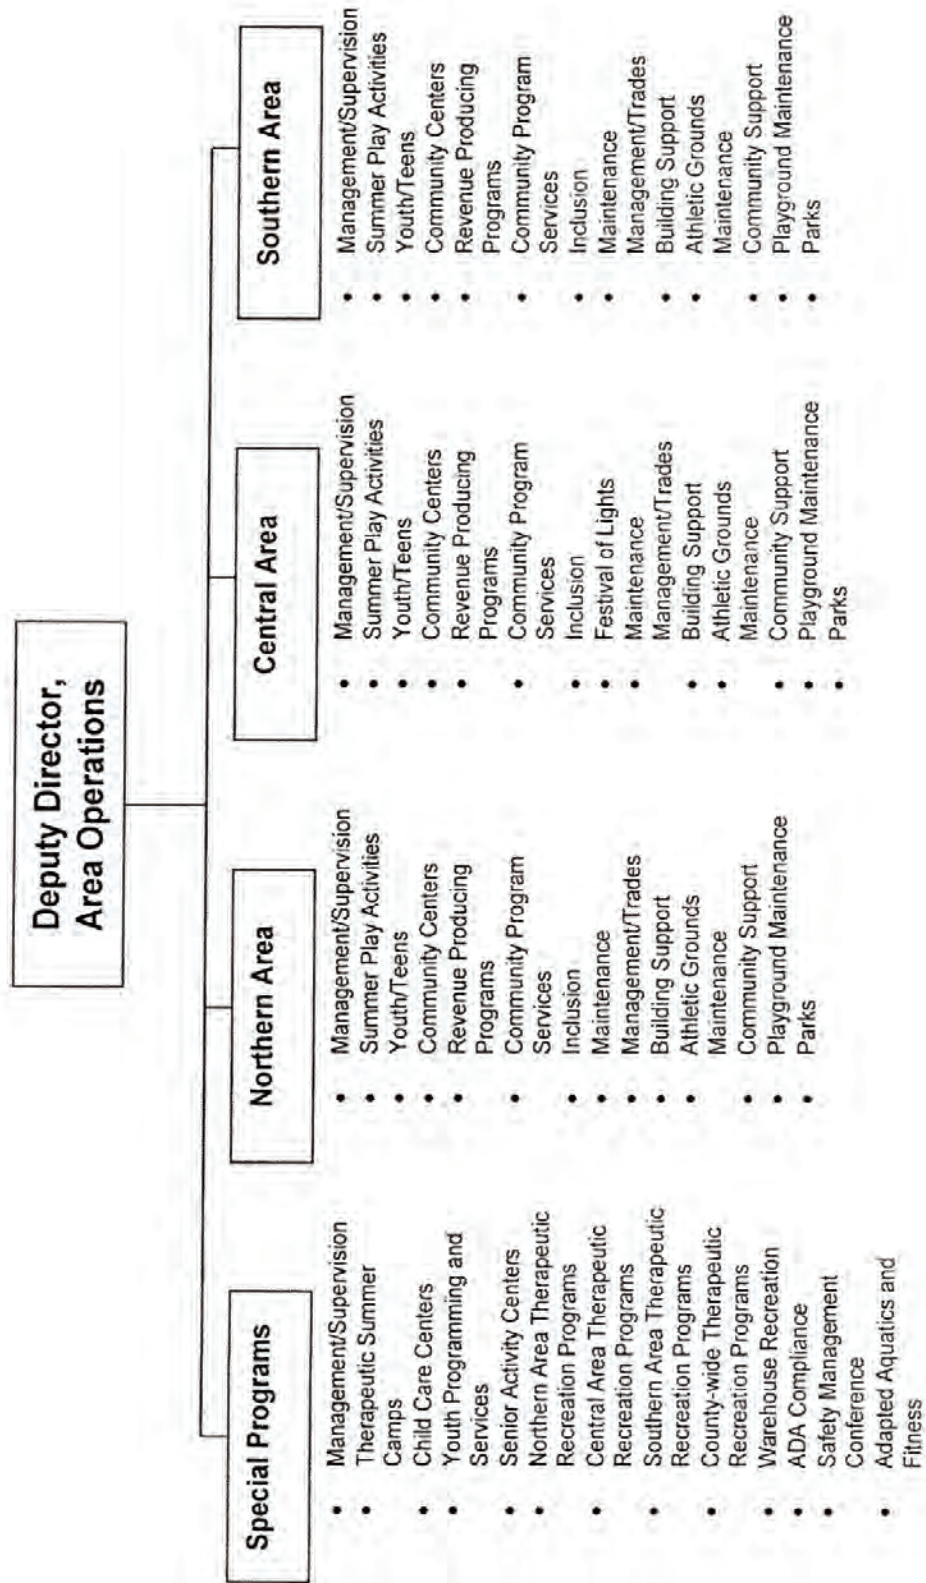 Deputy Director,
Area Operations
Special Programs
• Management/Supervision
• Therapeutic Summer
Camps
• Child Care Centers
• Youth Programming and
Services
• Senior Activity Centers
• Northern Area Therapeutic
Recreation Programs
• Central Area Therapeutic
Recreation Programs
• Southern Area Therapeutic
Recreation Programs
• County-wide Therapeutic
Recreation Programs
• Warehouse Recreation
• ADA Compliance
• Safety Management
Conference
• Adapted Aquatics and
Fitness
Northern Area
• Management/Supervision
• Summer Play Activities
• Youth/Teens
• Community Centers
• Revenue Producing
Programs
• Community Program
Services
• Inclusion
• Maintenance
• Management/Trades
• Building Support
• Athletic Grounds
Maintenance
• Community Support
• Playground Maintenance
• Parks
Central Area
• Management/Supervision
• Summer Play Activities
• Youth/Teens
• Community Centers
• Revenue Producing
Programs
• Community Program
Services
• Inclusion
• Festival of Lights
• Maintenance
Management/Trades
• Building Support
• Athletic Grounds
Maintenance
• Community Support
• Playground Maintenance
• Parks
Southern Area
• Management/Supervision
• Summer Play Activities
• Youth/Teens
• Community Centers
• Revenue Producing
Programs
• Community Program
Services
• Inclusion
• Maintenance
Management/Trades
• Building Support
• Athletic Grounds
Maintenance
• Community Support
• Playground Maintenance
• Parks